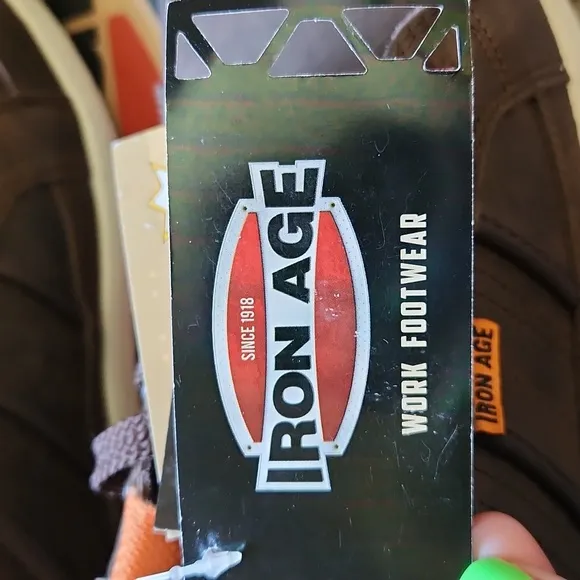 SINCE 1918
IRON AGE
WORK FOOTWEAR
IRON AGE